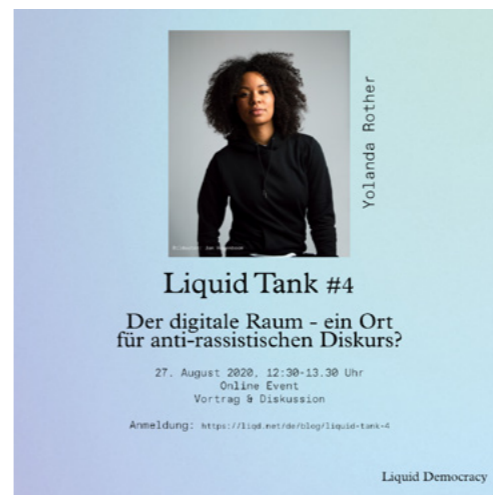 Yolanda Rother
Liquid Tank #4
Der digitale Raum - ein Ort
für anti-rassistischen Diskurs?
27. August 2020, 12:30-13.30 Uhr
Online Event
Vortrag & Diskussion
Anmeldung: https://liqd.net/de/blog/liquid-tank-4
Liquid Democracy